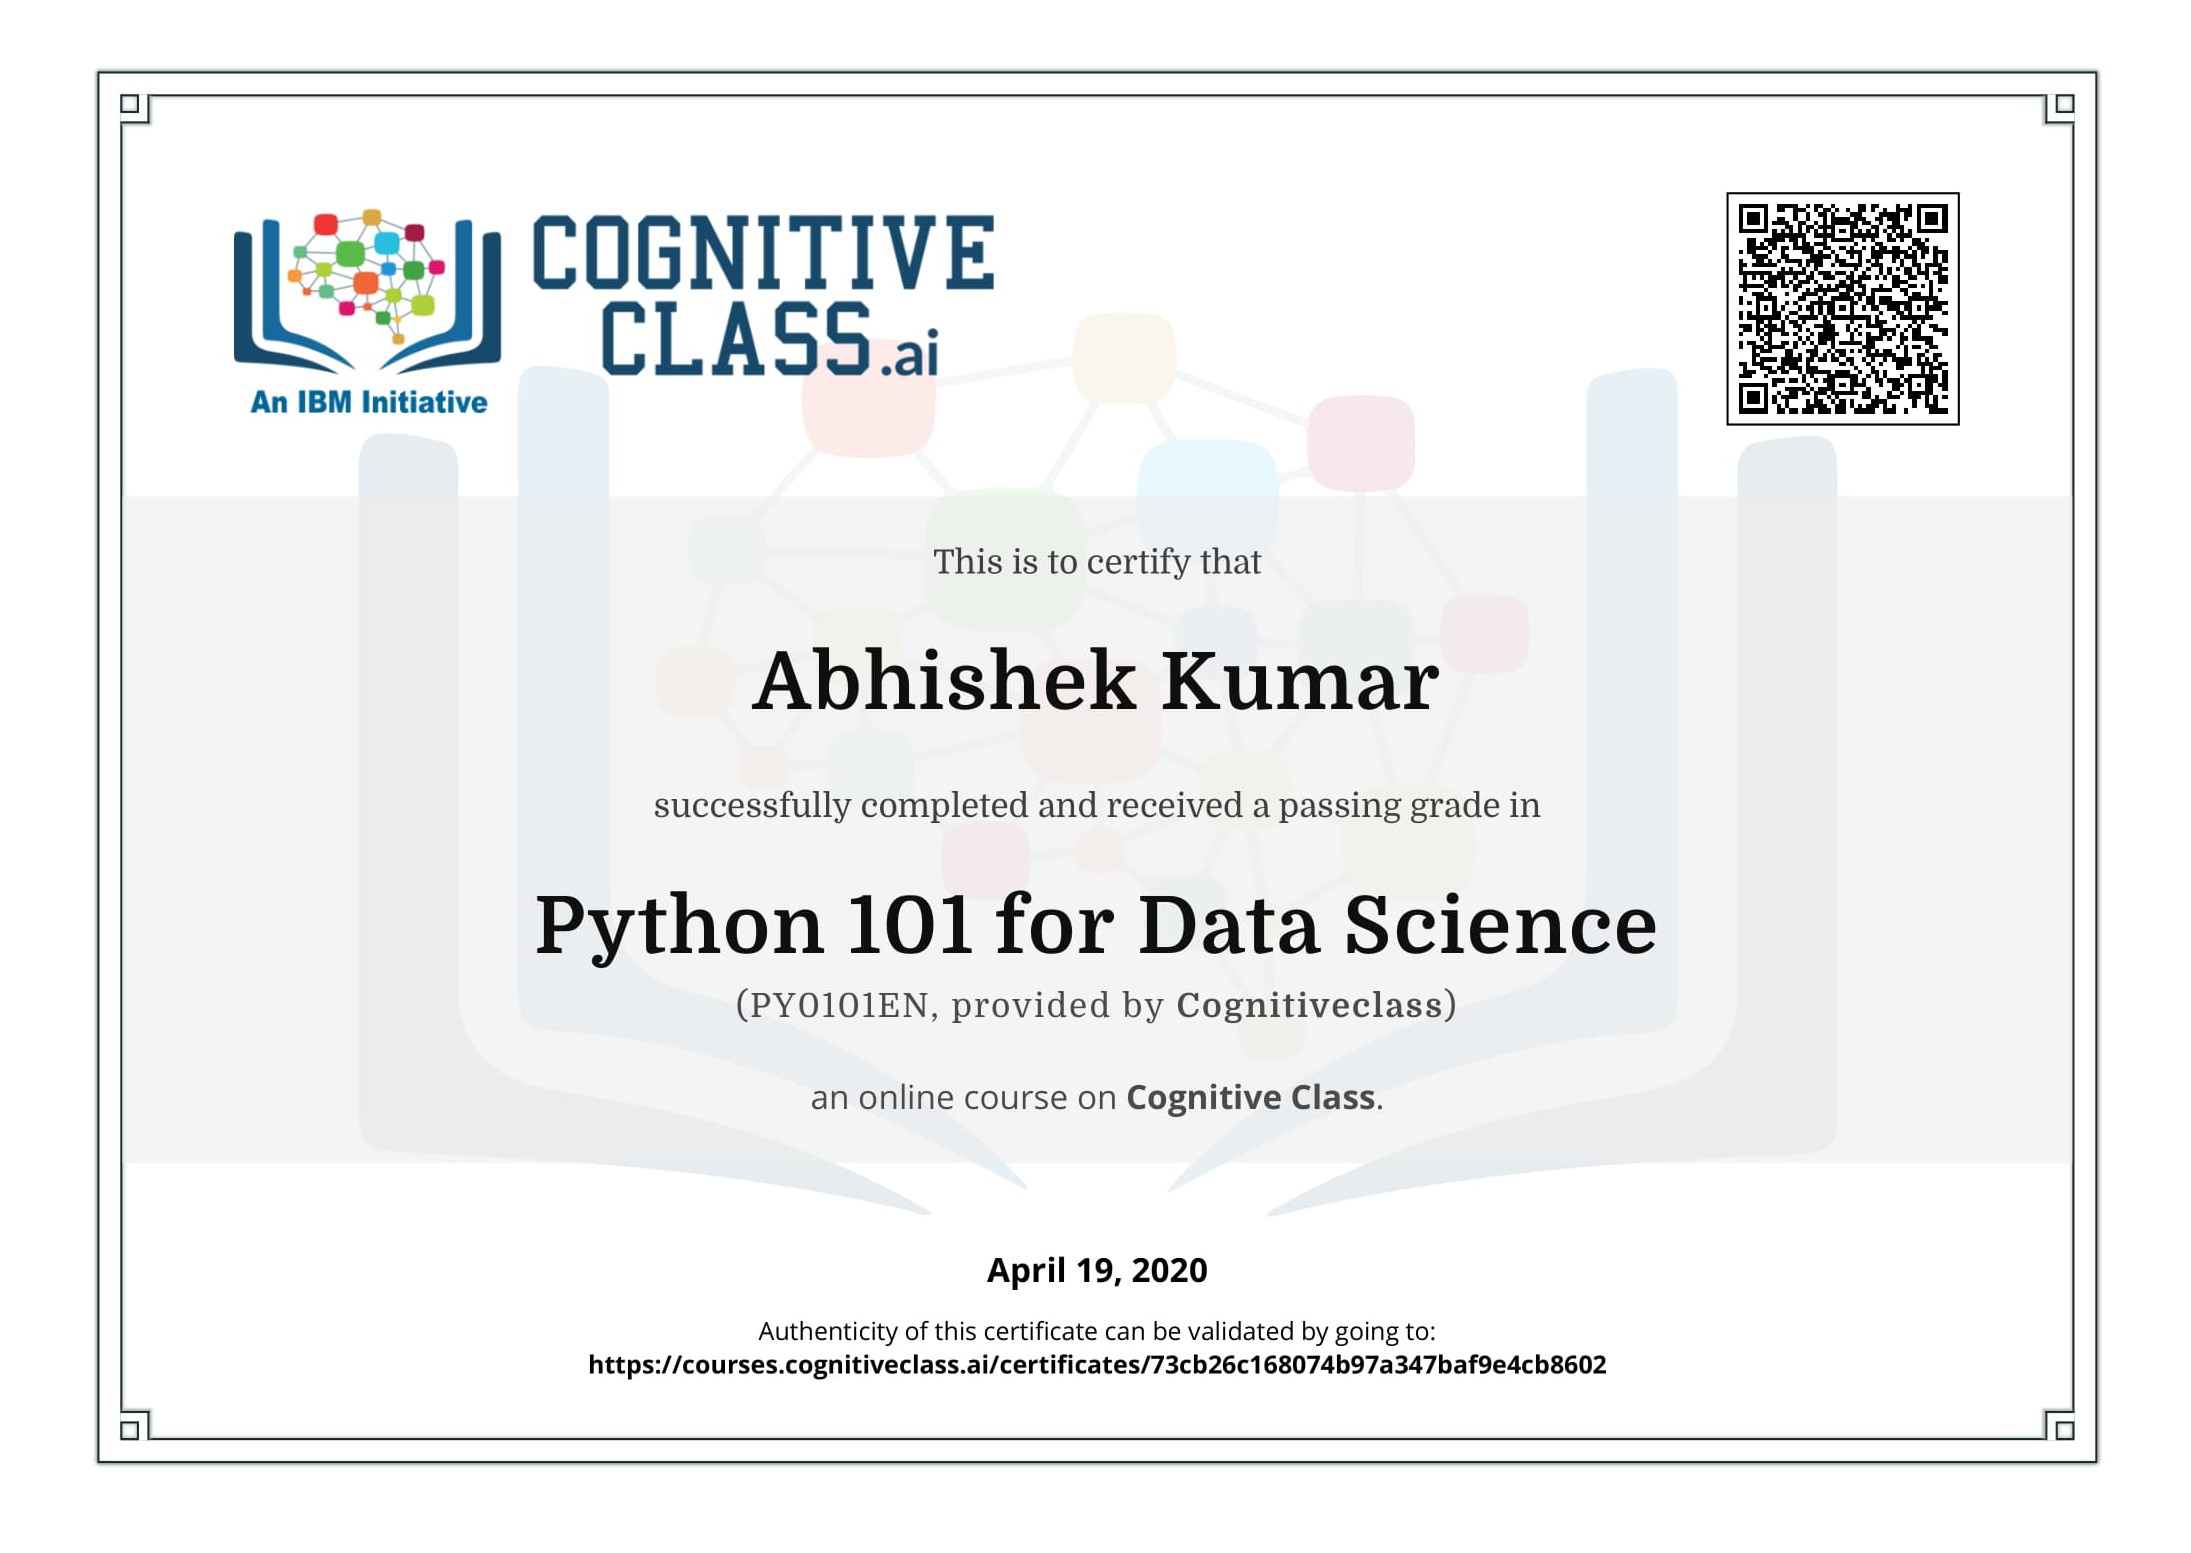 COGNITIVE
CLASS.ai
An IBM Initiative
This is to certify that
Abhishek Kumar
successfully completed and received a passing grade in
Python 101 for Data Science
(PY0101EN, provided by Cognitiveclass)
an online course on Cognitive Class.
April 19, 2020
Authenticity of this certificate can be validated by going to:
https://courses.cognitiveclass.ai/certificates/73cb26c168074b97a347baf9e4cb8602